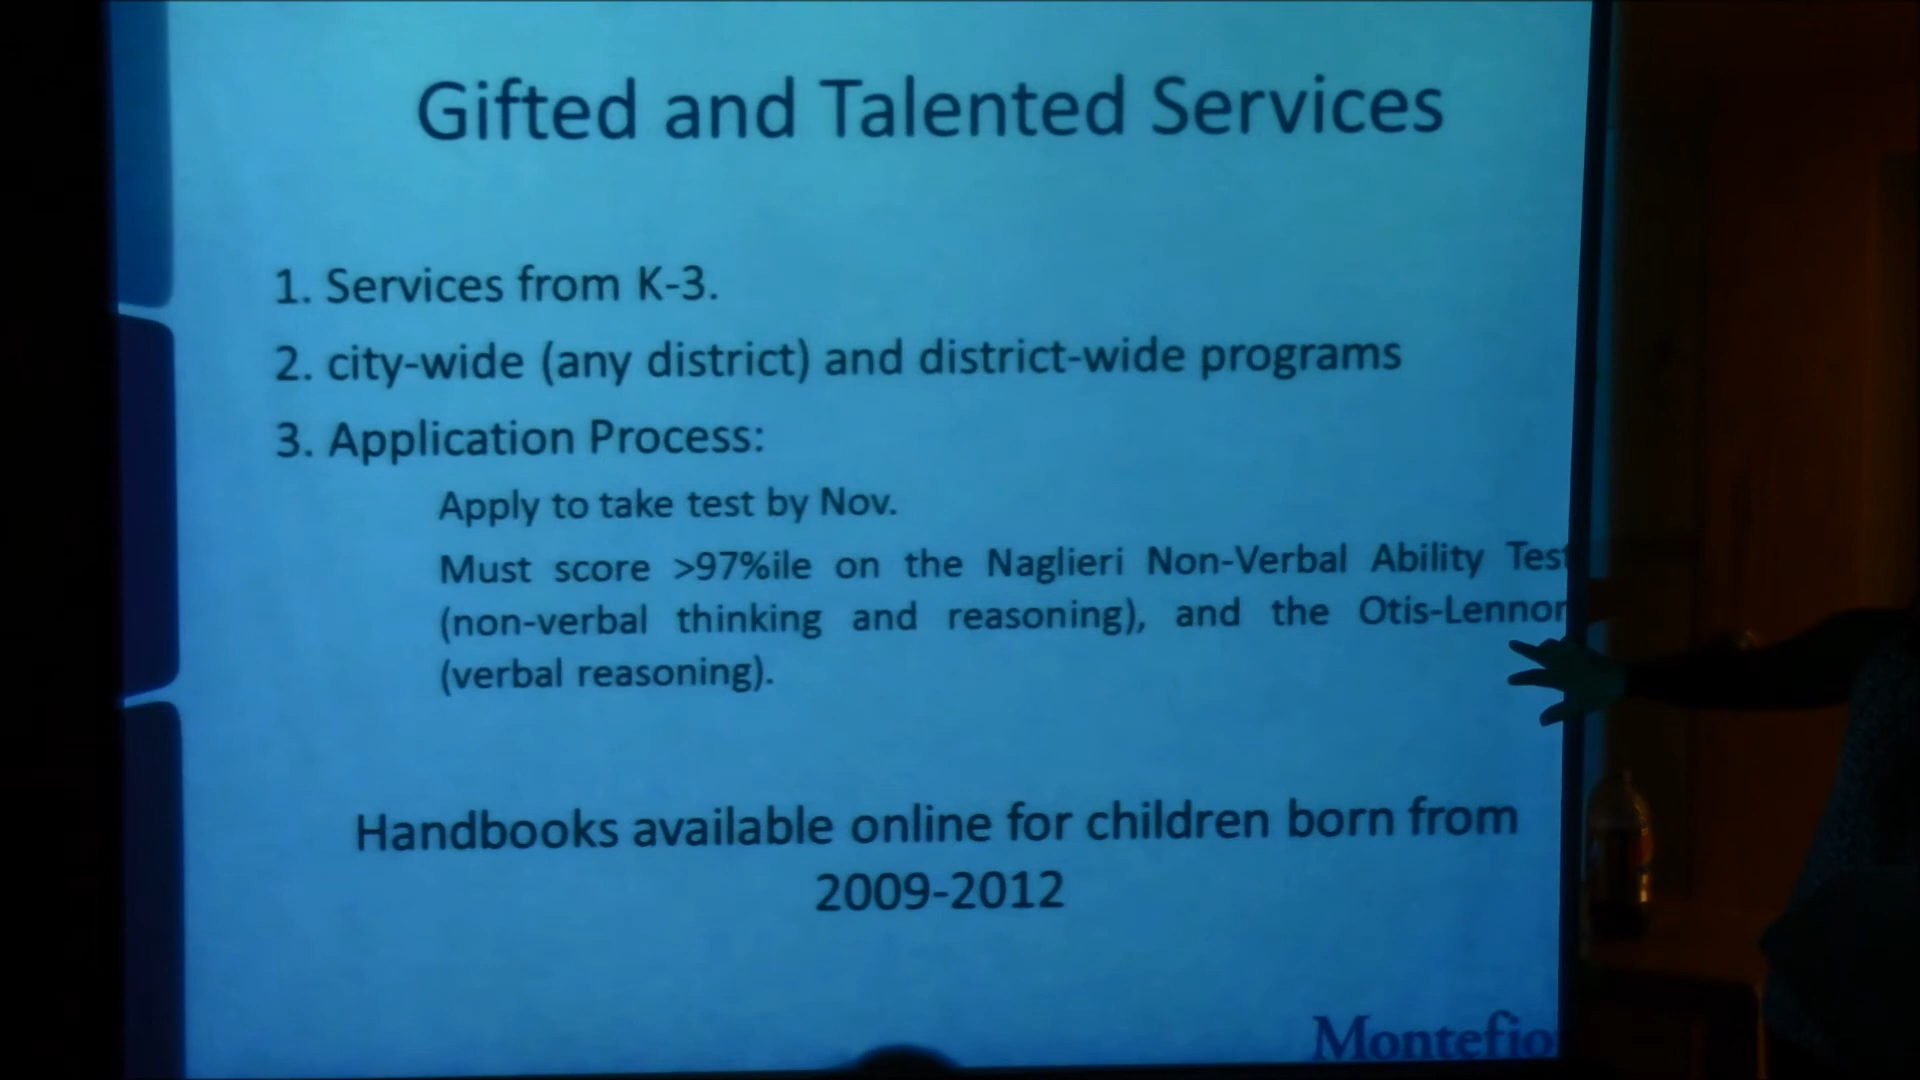 Gifted and Talented Services
1. Services from K-3.
2. city-wide (any district) and district-wide programs
3. Application Process:
Apply to take test by Nov.
Must score >97%ile on the Naglieri Non-Verbal Ability Test
(non-verbal thinking and reasoning), and the Otis-Lennon
(verbal reasoning).
Handbooks available online for children born from
2009-2012
Montefio